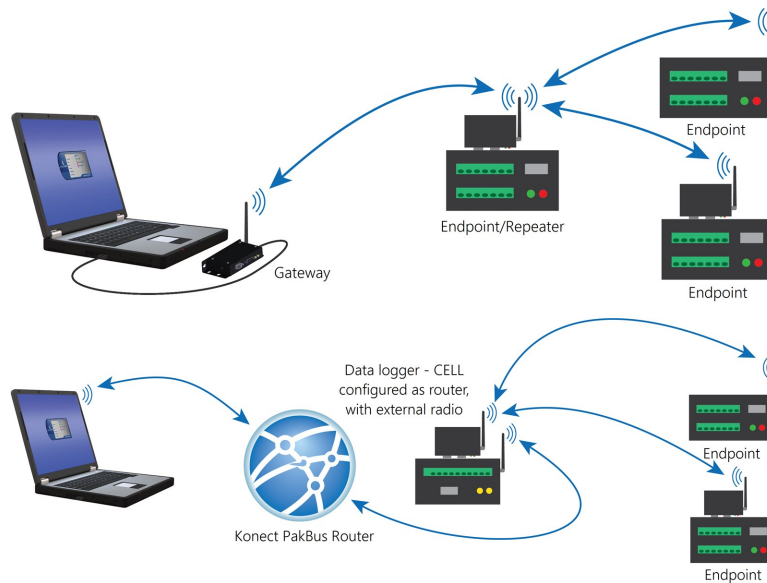 Endpoint
Endpoint/Repeater
Gateway
Endpoint
Data logger - CELL
configured as router,
with external radio
Endpoint
Konect PakBus Router
Endpoint